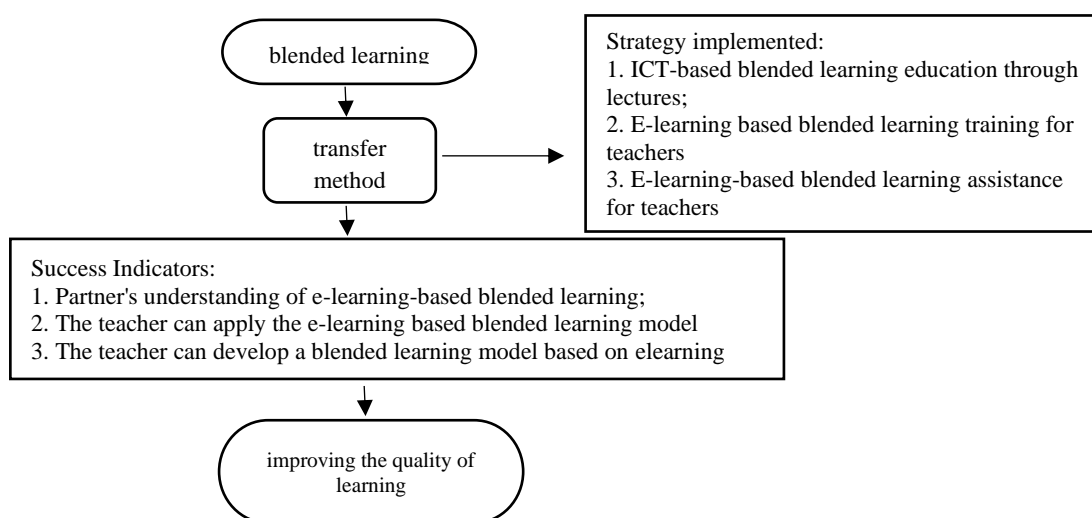 blended learning
transfer
method
Strategy implemented:
1. ICT-based blended learning education through
lectures;
2. E-learning based blended learning training for
teachers
3. E-learning-based blended learning assistance
for teachers
Success Indicators:
1. Partner's understanding of e-learning-based blended learning;
2. The teacher can apply the e-learning based blended learning model
3. The teacher can develop a blended learning model based on elearning
improving the quality of
learning